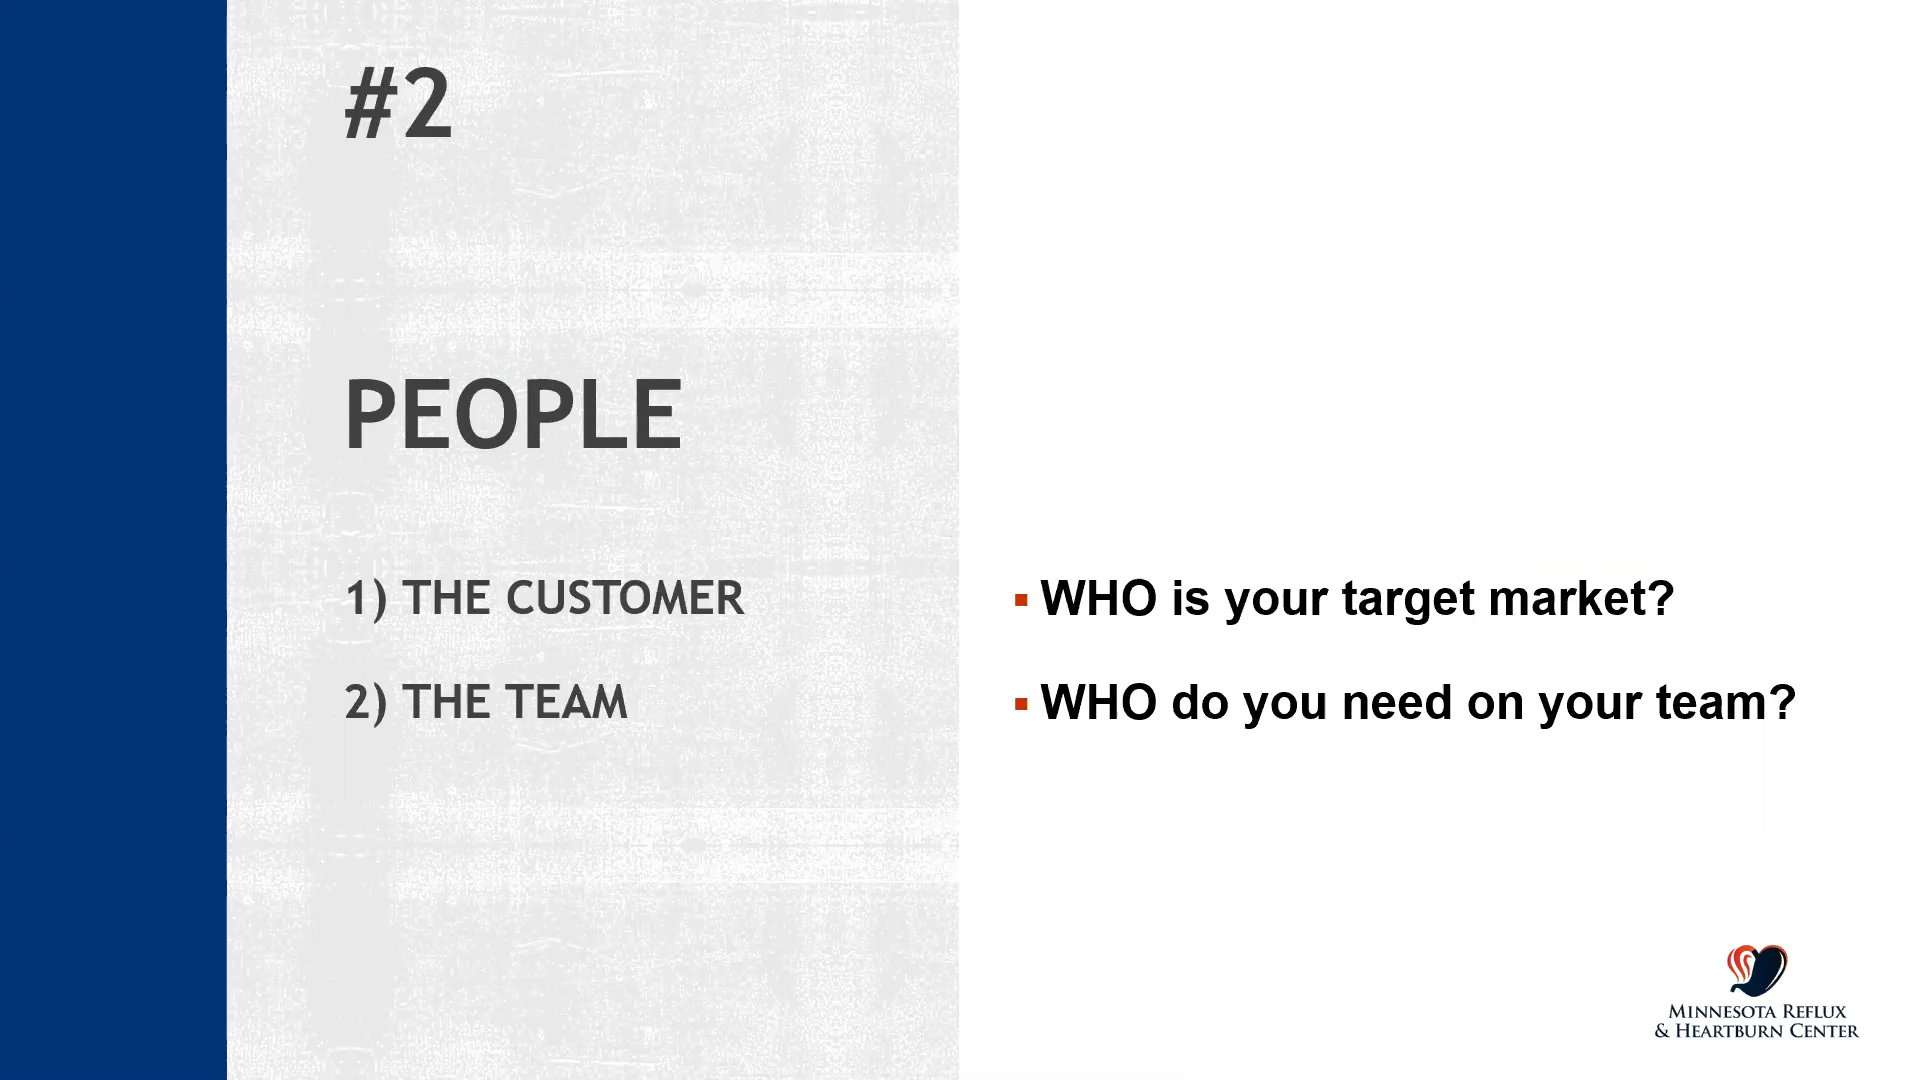 #2
PEOPLE
1) THE CUSTOMER
2) THE TEAM
▪ WHO is your target market?
▪ WHO do you need on your team?
MINNESOTA REFLUX
& HEARTBURN CENTER